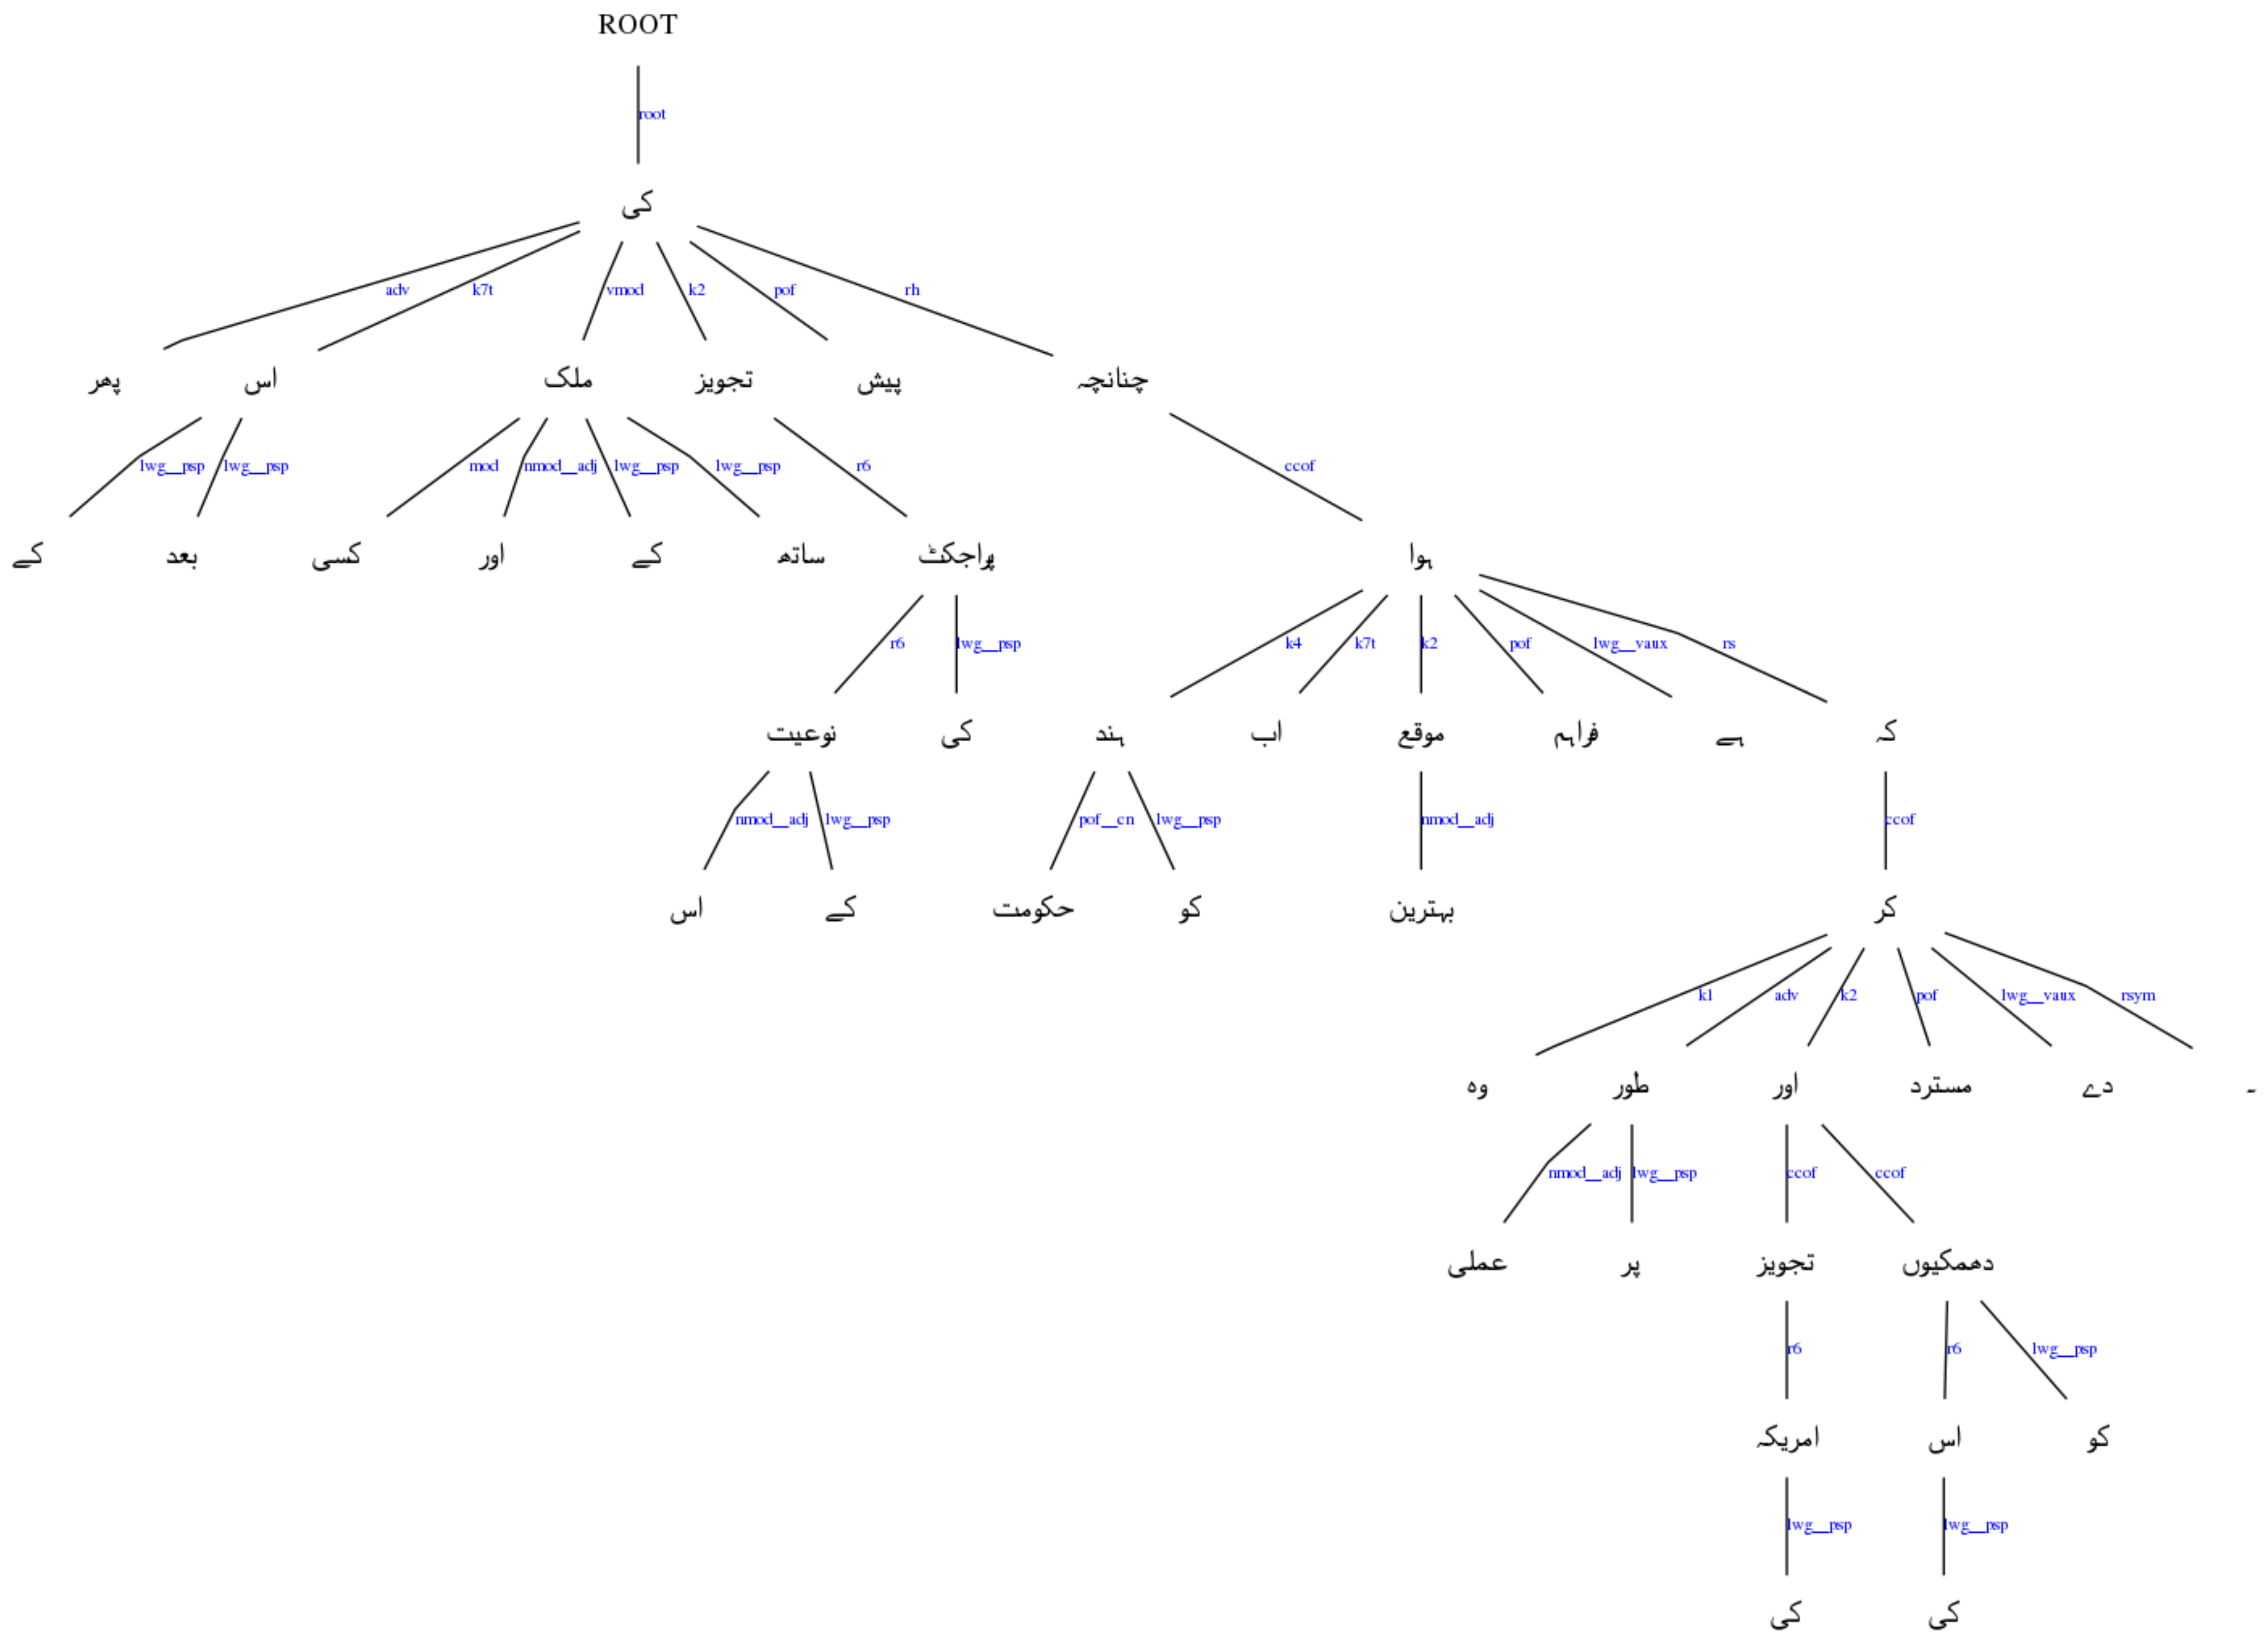 ROOT
root
کی
adv k7t vmod k2 pof rh
پھر اس ملک تجویز پیش چنانچہ
lwg__psp lwg__psp mod nmod__adj lwg__psp lwg__psp r6 ccof
کے بعد کسی اور کے ساتھ پراجکٹ ہوا
r6 lwg__psp k4 k7t k2 pof lwg__vaux rs
نوعیت کی ہند اب موقع فراہم ہے کہ
nmod__adj lwg__psp pof__cn lwg__psp nmod__adj ccof
اس کے حکومت کو بہترین کر
k1 adv k2 pof lwg__vaux rsym
وہ طور اور مسترد دے ۔
nmod__adj lwg__psp ccof ccof
عملی پر تجویز دھمکیوں
r6 r6 lwg__psp
امریکہ اس کو
lwg__psp lwg__psp
کی کی